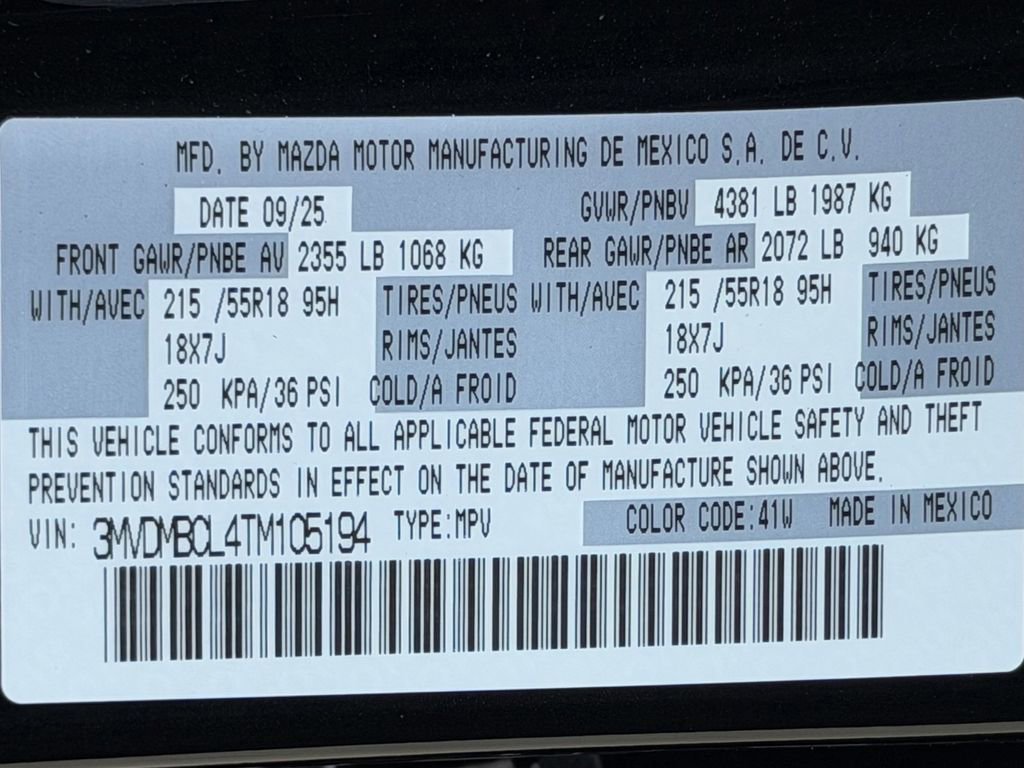 MFD. BY MAZDA MOTOR MANUFACTURING DE MEXICO S.A. DE C.V.
DATE 09/25 GVWR/PNBV 4381 LB 1987 KG
FRONT GAWR/PNBE AV 2355 LB 1068 KG REAR GAWR/PNBE AR 2072 LB 940 KG
WITH/AVEC 215 /55R18 95H TIRES/PNEUS WITH/AVEC 215 /55R18 95H TIRES/PNEUS
18X7J RIMS/JANTES 18X7J RIMS/JANTES
250 KPA/36 PSI COLD/A FROID 250 KPA/36 PSI COLD/A FROID
THIS VEHICLE CONFORMS TO ALL APPLICABLE FEDERAL MOTOR VEHICLE SAFETY AND THEFT
PREVENTION STANDARDS IN EFFECT ON THE DATE OF MANUFACTURE SHOWN ABOVE.
VIN: 3MVDMBCL4TM105194 TYPE:MPV COLOR CODE:41W MADE IN MEXICO